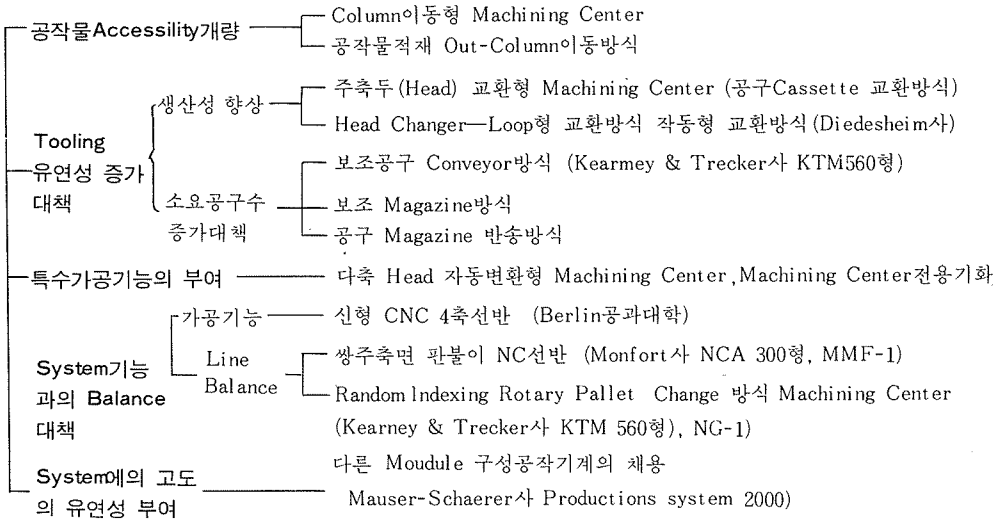 공작물Accessility개량
Column이동형 Machining Center
공작물적재 Out-Column이동방식
Tooling
유연성 증가
대책
생산성 향상
주축두(Head) 교환형 Machining Center (공구Cassette 교환방식)
Head Changer—Loop형 교환방식 작동형 교환방식(Diedesheim사)
소요공구수
증가대책
보조공구 Conveyor방식 (Kearmey & Trecker사 KTM560형)
보조 Magazine방식
공구 Magazine 반송방식
특수가공기능의 부여
다축 Head 자동변환형 Machining Center,Machining Center전용기화
System기능
과의 Balance
대책
가공기능
신형 CNC 4축선반 (Berlin공과대학)
Line
Balance
쌍주축면 판불이 NC선반 (Monfort사 NCA 300형, MMF-1)
Random Indexing Rotary Pallet Change 방식 Machining Center
(Kearney & Trecker사 KTM 560형), NG-1)
System에의 고도
의 유연성 부여
다른 Moudule 구성공작기계의 채용
Mauser-Schaerer사 Productions system 2000)